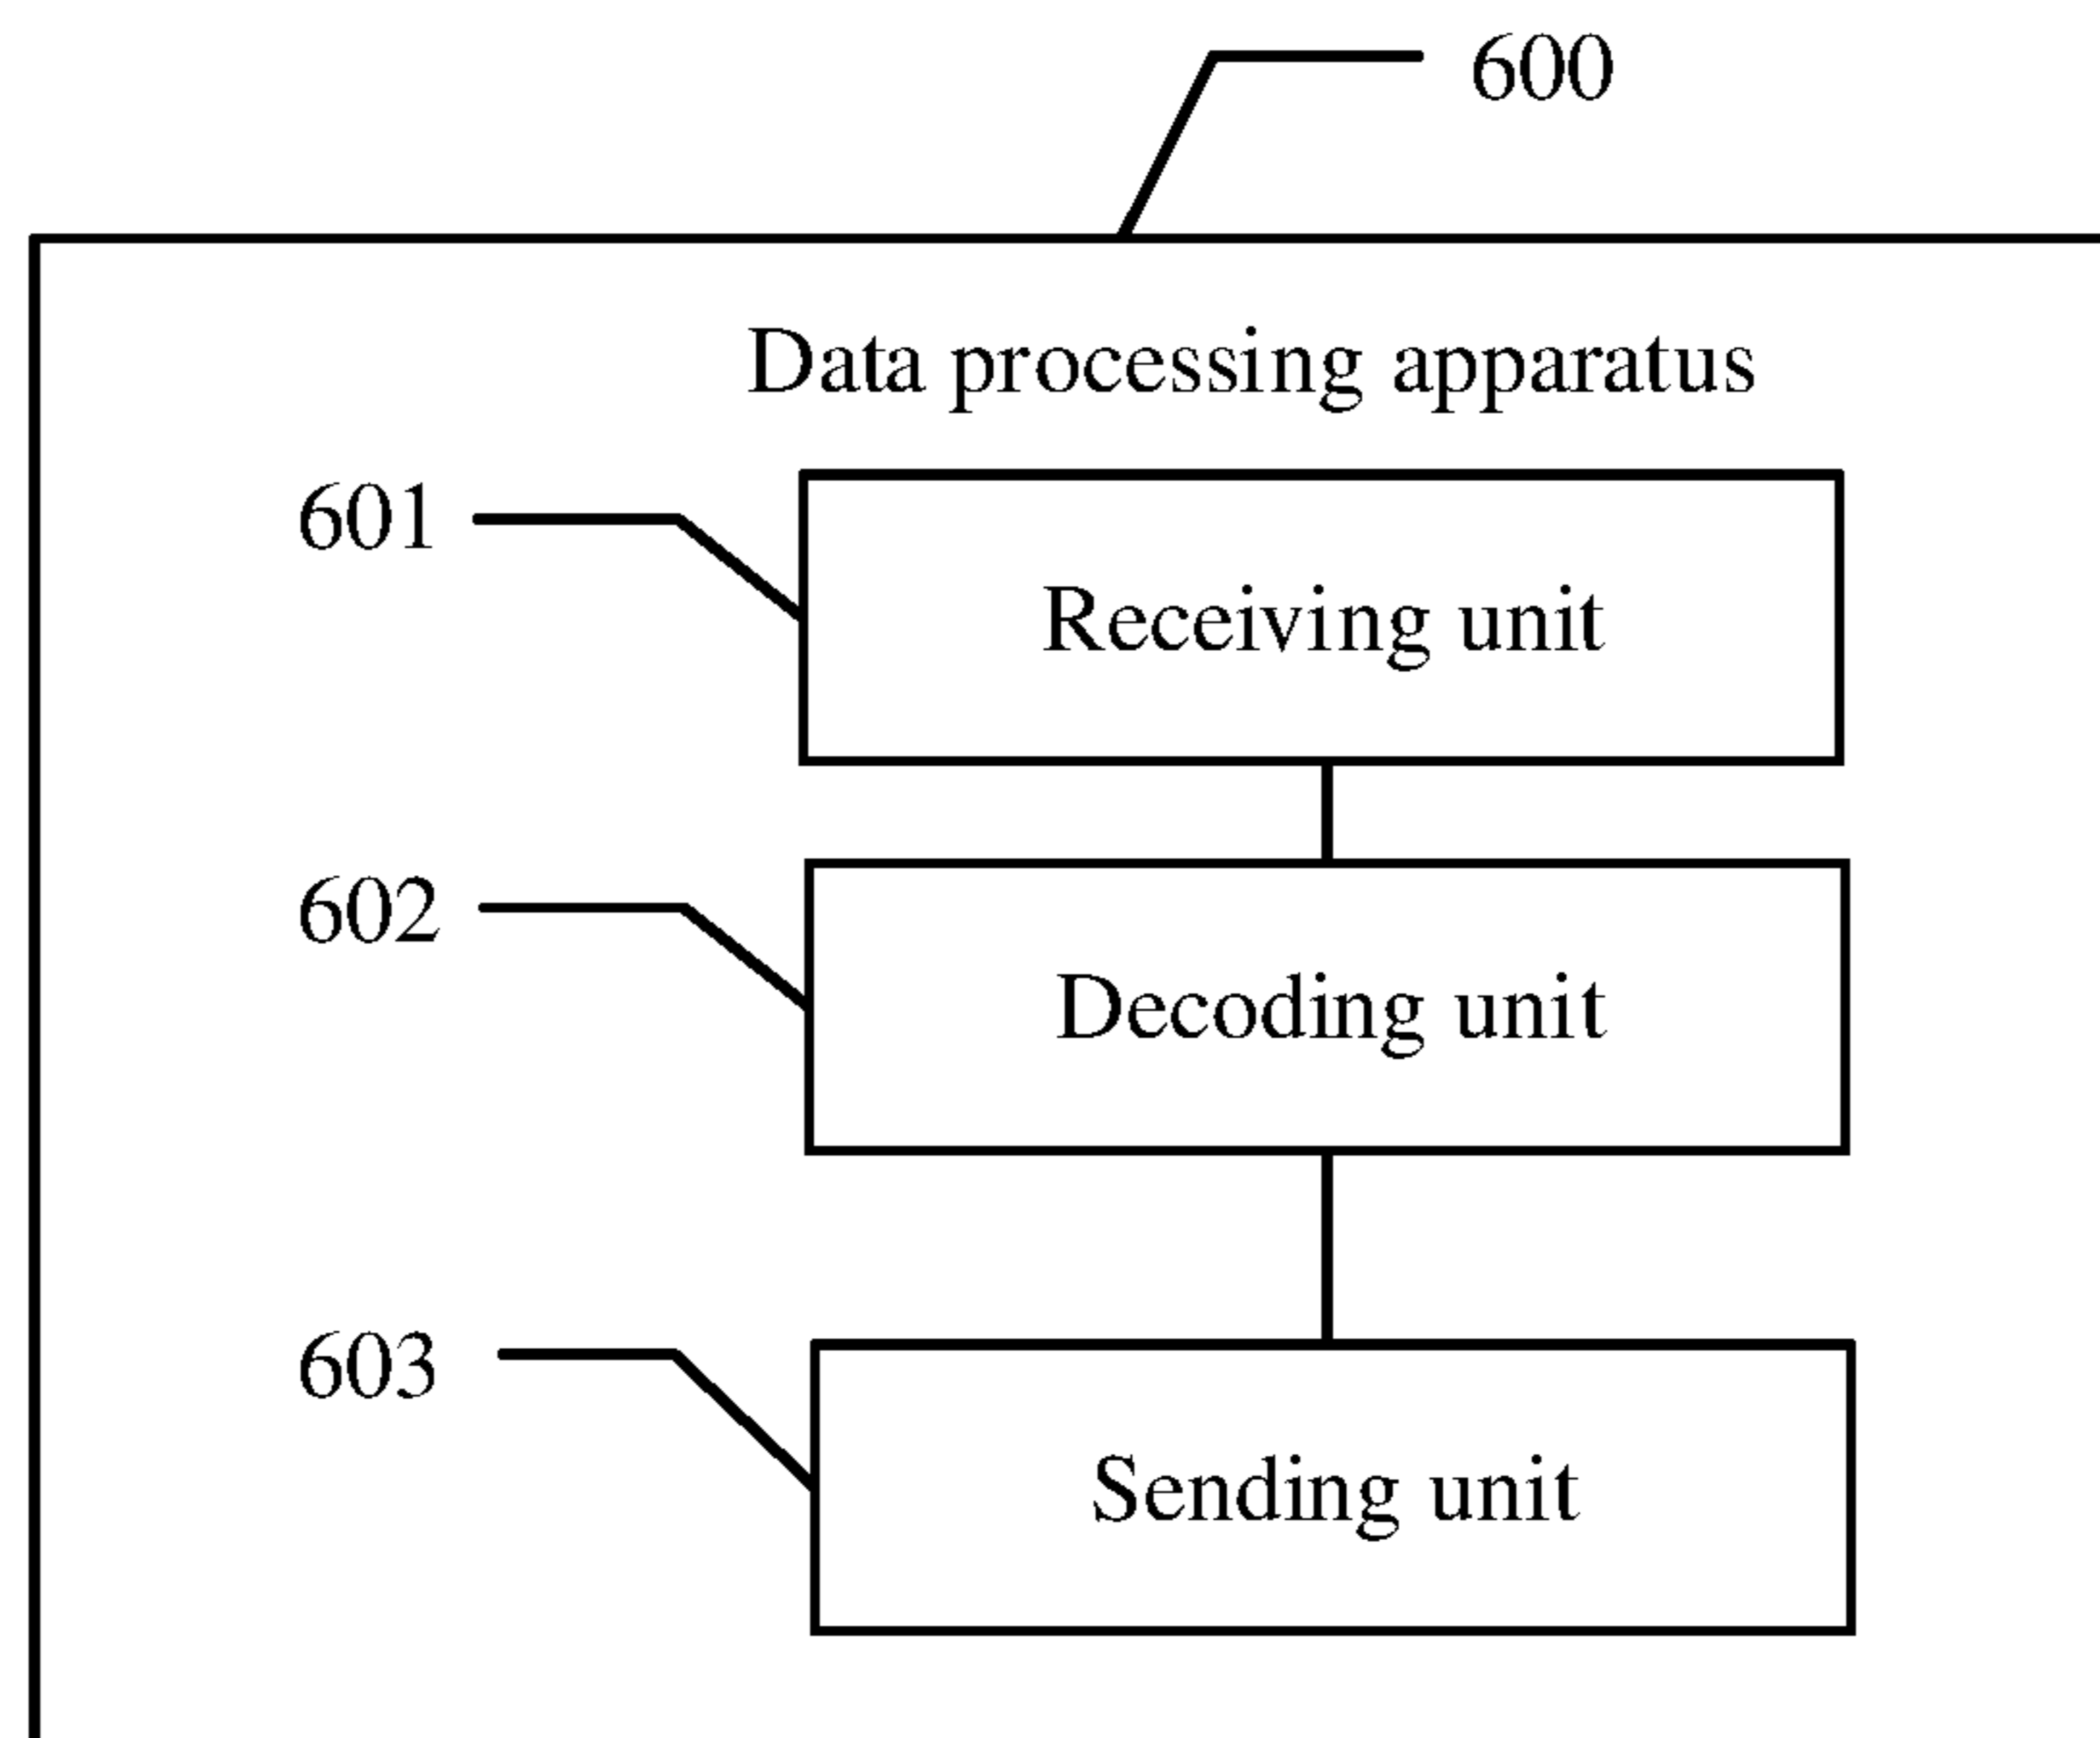 600
Data processing apparatus
601
Receiving unit
602
Decoding unit
603
Sending unit